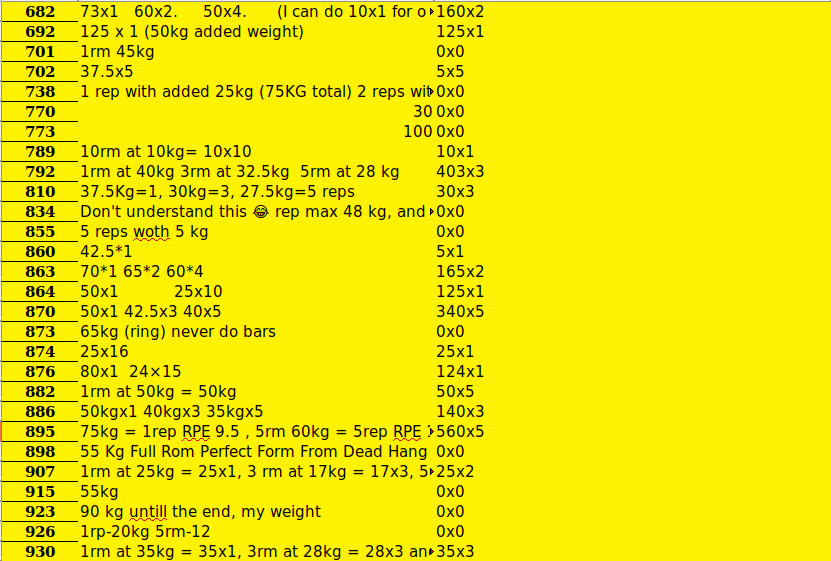 682 73x1 60x2. 50x4. (I can do 10x1 for o 160x2
692 125 x 1 (50kg added weight) 125x1
701 1rm 45kg 0x0
702 37.5x5 5x5
738 1 rep with added 25kg (75KG total) 2 reps wit 0x0
770 30 0x0
773 100 0x0
789 10rm at 10kg= 10x10 10x1
792 1rm at 40kg 3rm at 32.5kg 5rm at 28 kg 403x3
810 37.5Kg=1, 30kg=3, 27.5kg=5 reps 30x3
834 Don't understand this 😂 rep max 48 kg, and 0x0
855 5 reps woth 5 kg 0x0
860 42.5*1 5x1
863 70*1 65*2 60*4 165x2
864 50x1 25x10 125x1
870 50x1 42.5x3 40x5 340x5
873 65kg (ring) never do bars 0x0
874 25x16 25x1
876 80x1 24×15 124x1
882 1rm at 50kg = 50kg 50x5
886 50kgx1 40kgx3 35kgx5 140x3
895 75kg = 1rep RPE 9.5 , 5rm 60kg = 5rep RPE 560x5
898 55 Kg Full Rom Perfect Form From Dead Hang 0x0
907 1rm at 25kg = 25x1, 3 rm at 17kg = 17x3, 5 25x2
915 55kg 0x0
923 90 kg untill the end, my weight 0x0
926 1rp-20kg 5rm-12 0x0
930 1rm at 35kg = 35x1, 3rm at 28kg = 28x3 an 35x3